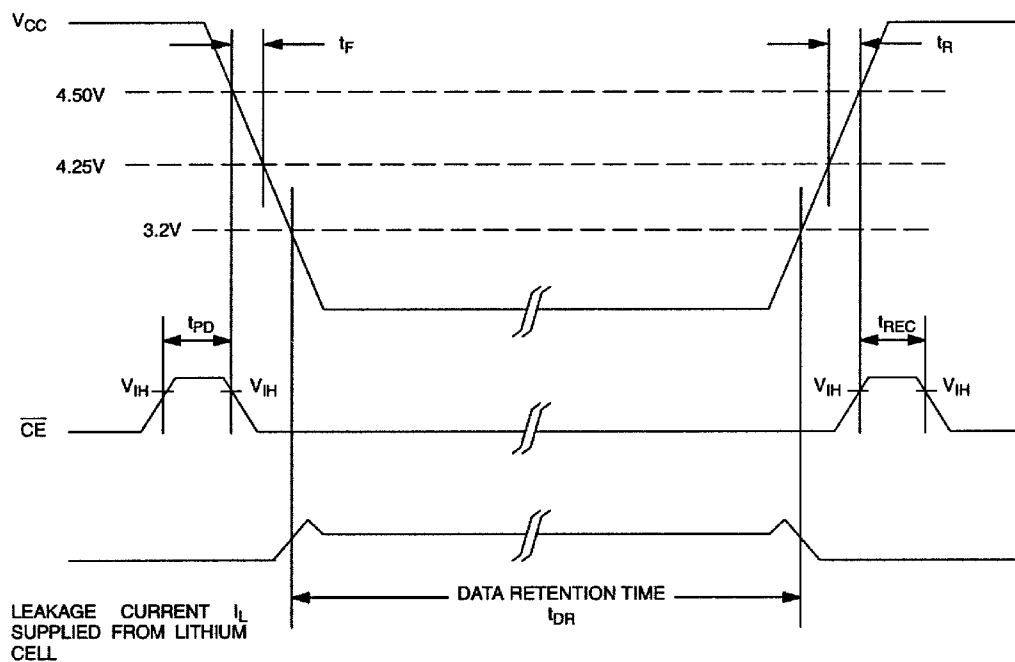 VCC
tF
tR
4.50V
4.25V
3.2V
tPD
tREC
VIH
VIH
VIH
VIH
CE
DATA RETENTION TIME
tDR
LEAKAGE CURRENT IL
SUPPLIED FROM LITHIUM
CELL